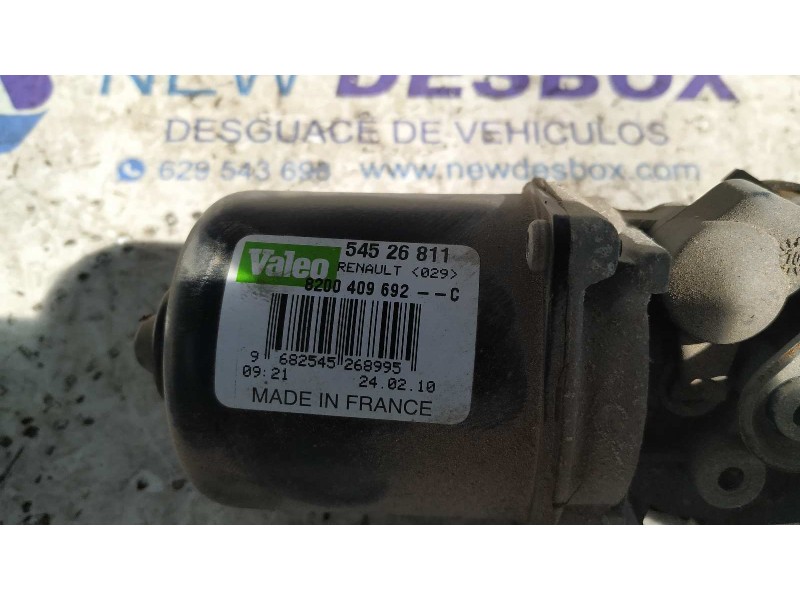 NEW DESBOX
DESGUACE DE VEHICULOS
629 543 698 - www.newdesbox.com
Valeo
545 26 811
RENAULT <029>
8200 409 692 --C
9 682545 268995
09:21 24.02.10
MADE IN FRANCE